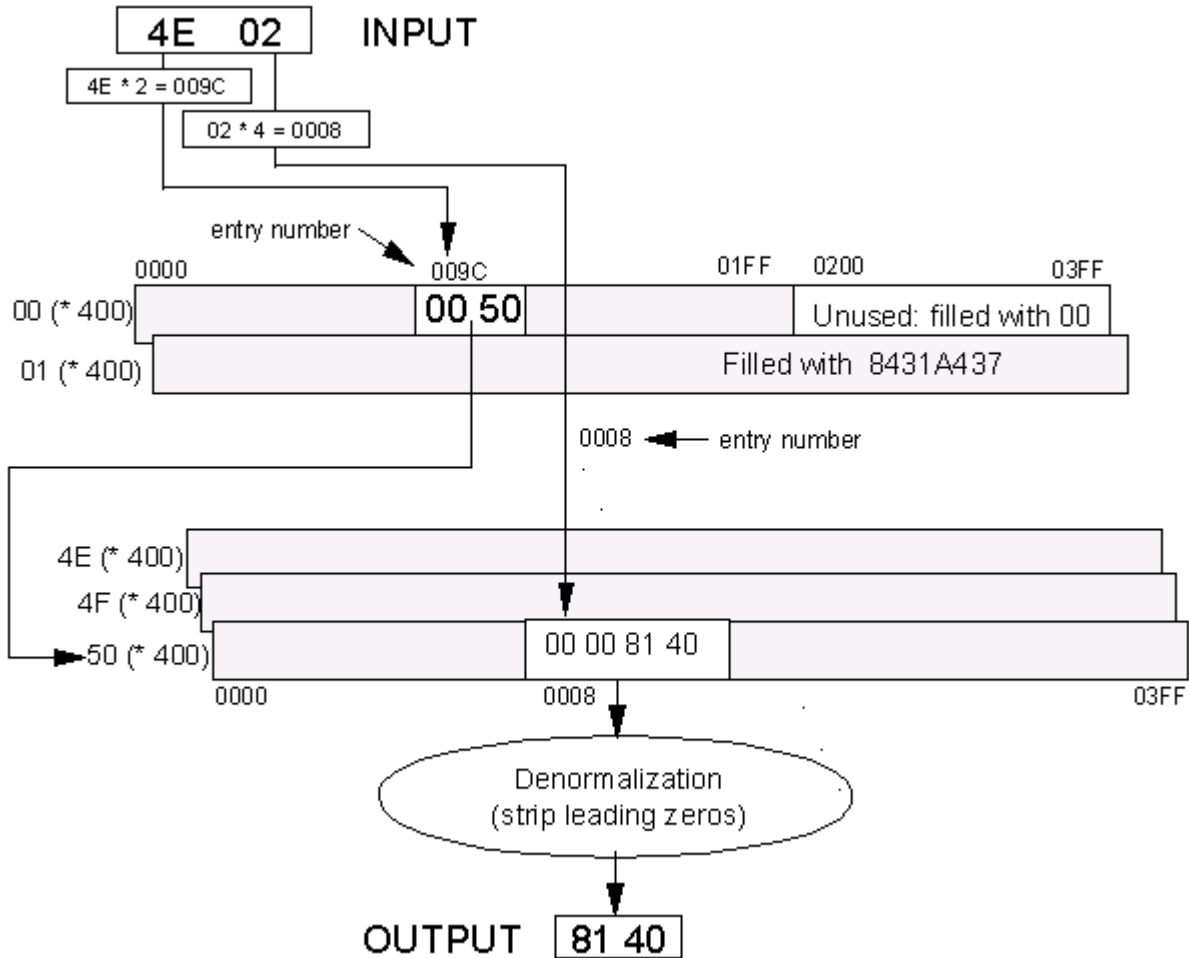 4E 02 INPUT
4E * 2 = 009C
02 * 4 = 0008
entry number
0000 009C 01FF 0200 03FF
00 (* 400) 00 50 Unused: filled with 00
01 (* 400) Filled with 8431A437
0008 entry number
4E (* 400)
4F (* 400)
50 (* 400) 00 00 81 40
0000 0008 03FF
Denormalization
(strip leading zeros)
OUTPUT 81 40